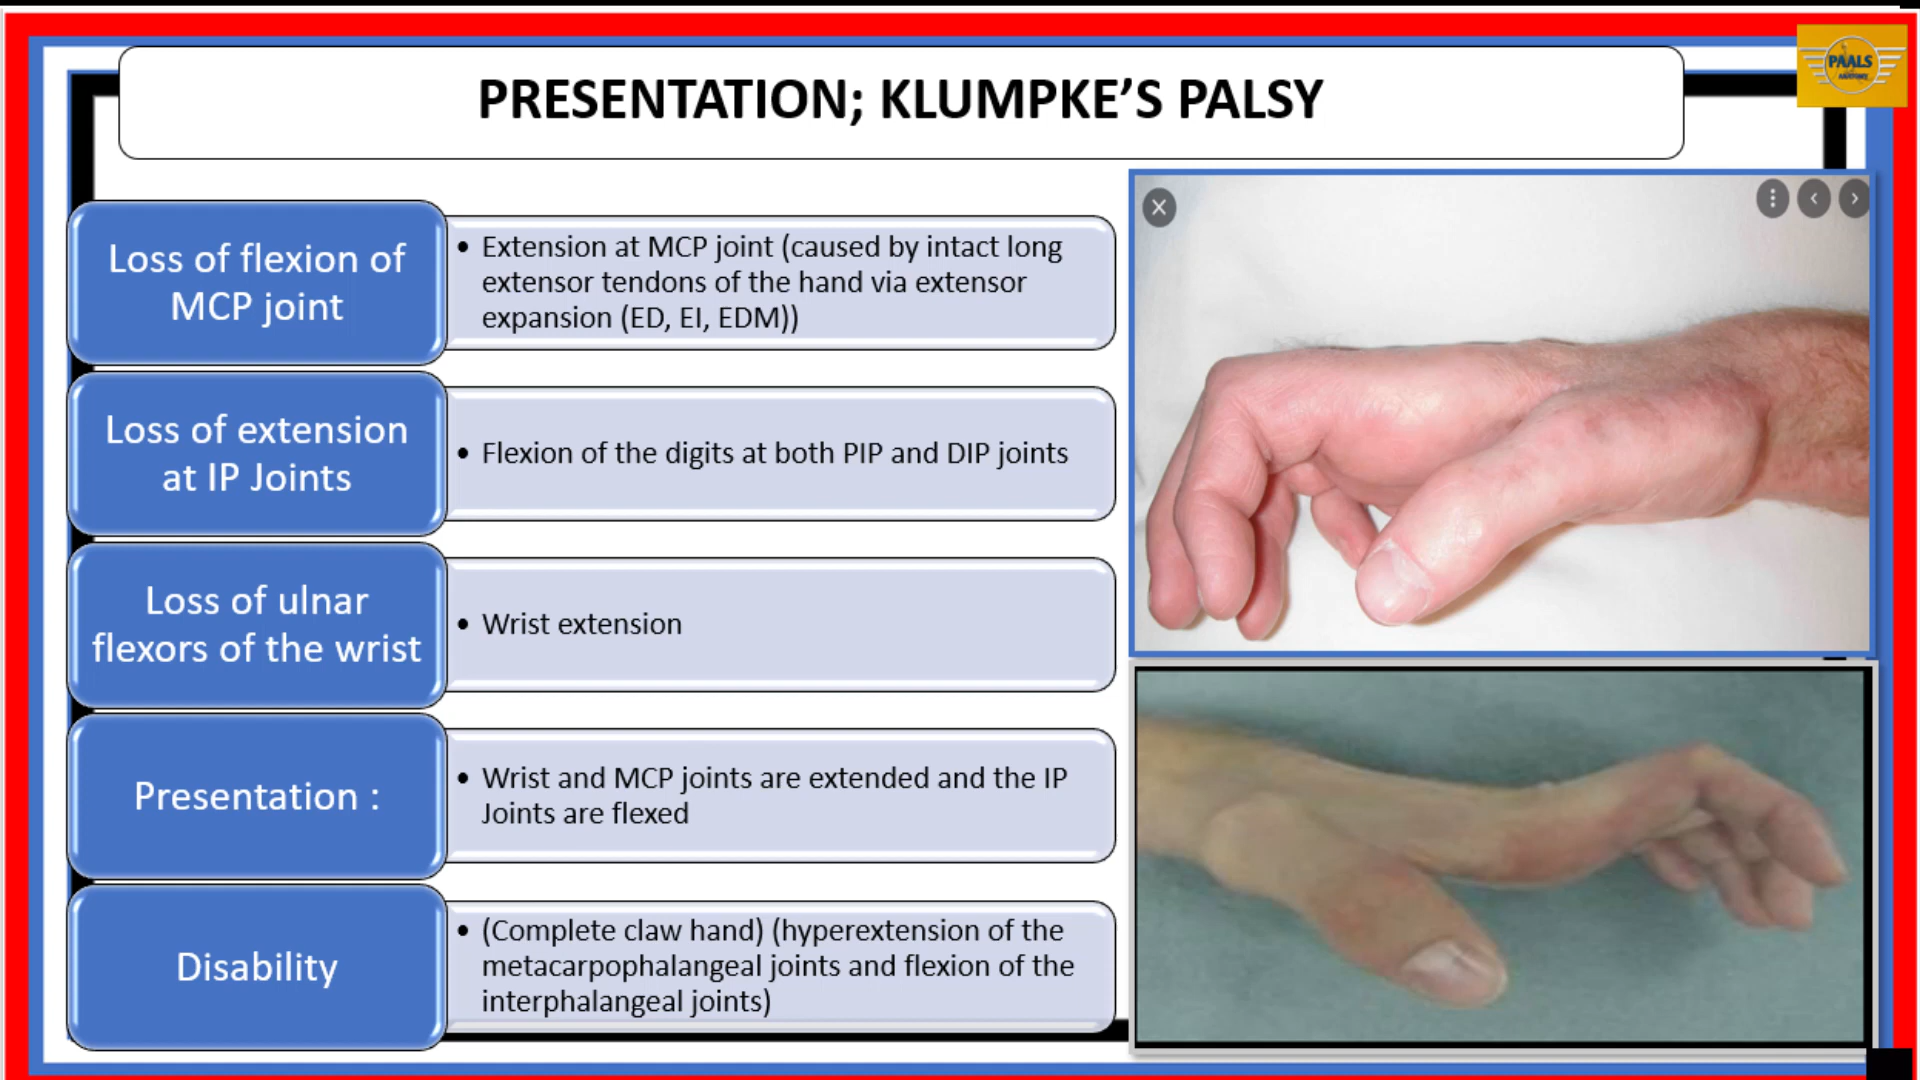 PRESENTATION; KLUMPKE’S PALSY
PAALS
ANATOMY
Loss of flexion of
MCP joint
• Extension at MCP joint (caused by intact long
extensor tendons of the hand via extensor
expansion (ED, EI, EDM))
Loss of extension
at IP Joints
• Flexion of the digits at both PIP and DIP joints
Loss of ulnar
flexors of the wrist
• Wrist extension
Presentation :
• Wrist and MCP joints are extended and the IP
Joints are flexed
Disability
• (Complete claw hand) (hyperextension of the
metacarpophalangeal joints and flexion of the
interphalangeal joints)